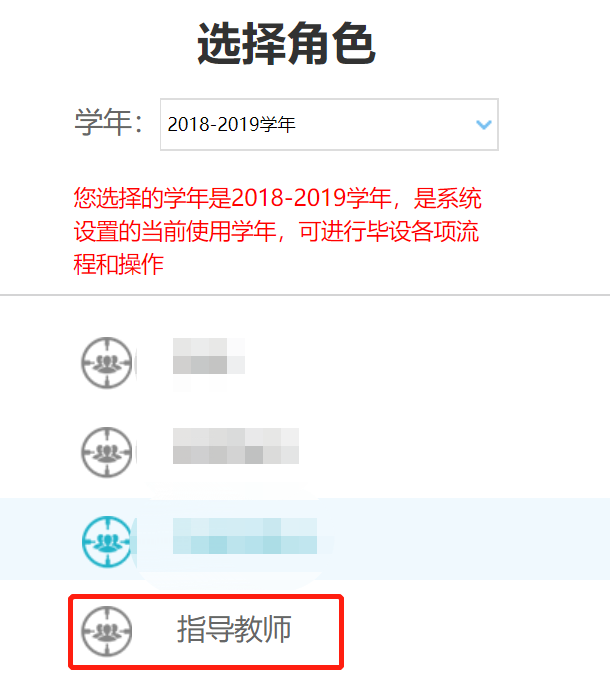 选择角色
学年：
2018-2019学年
您选择的学年是2018-2019学年，是系统
设置的当前使用学年，可进行毕设各项流
程和操作
指导教师